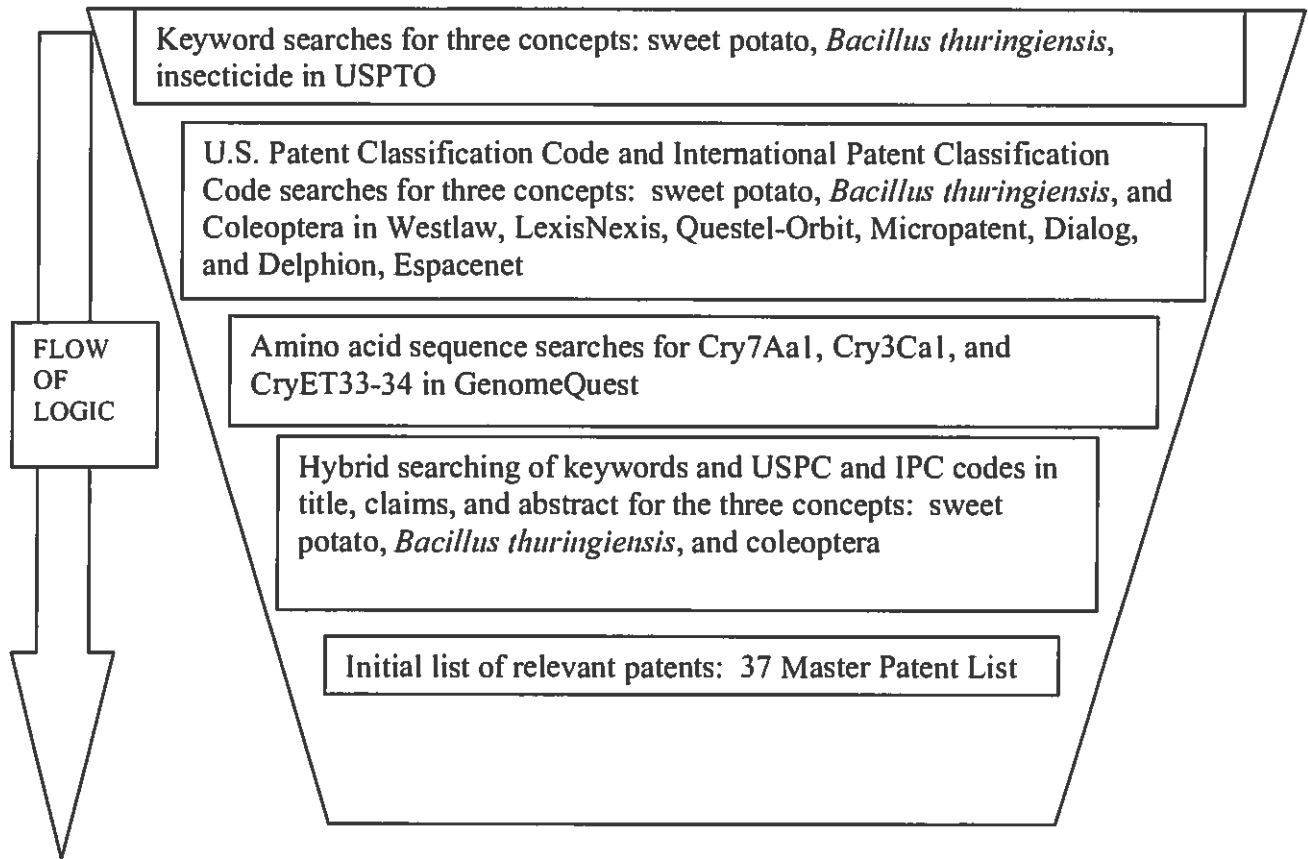 Keyword searches for three concepts: sweet potato, Bacillus thuringiensis,
insecticide in USPTO
U.S. Patent Classification Code and International Patent Classification
Code searches for three concepts: sweet potato, Bacillus thuringiensis, and
Coleoptera in Westlaw, LexisNexis, Questel-Orbit, Micropatent, Dialog,
and Delphion, Espacenet
FLOW
OF
LOGIC
Amino acid sequence searches for Cry7Aa1, Cry3Ca1, and
CryET33-34 in GenomeQuest
Hybrid searching of keywords and USPC and IPC codes in
title, claims, and abstract for the three concepts: sweet
potato, Bacillus thuringiensis, and coleoptera
Initial list of relevant patents: 37 Master Patent List